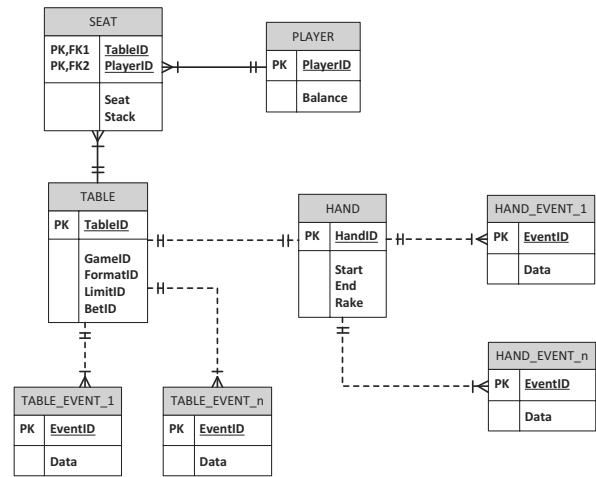 SEAT
PK,FK1 TableID
PK,FK2 PlayerID
Seat
Stack
PLAYER
PK PlayerID
Balance
TABLE
PK TableID
GameID
FormatID
LimitID
BetID
HAND
PK HandID
Start
End
Rake
HAND_EVENT_1
PK EventID
Data
HAND_EVENT_n
PK EventID
Data
TABLE_EVENT_1
PK EventID
Data
TABLE_EVENT_n
PK EventID
Data